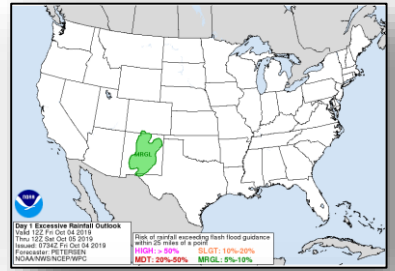 MRGL
NOAA
Day 1 Excessive Rainfall Outlook
Valid 12Z Fri Oct 04 2019
Thru 12Z Sat Oct 05 2019
Issued: 0734Z Fri Oct 04 2019
Forecaster: PETERSEN
NOAA/NWS/NCEP/WPC
Risk of rainfall exceeding flash flood guidance
within 25 miles of a point
HIGH: > 50% SLGT: 10%-20%
MDT: 20%-50% MRGL: 5%-10%